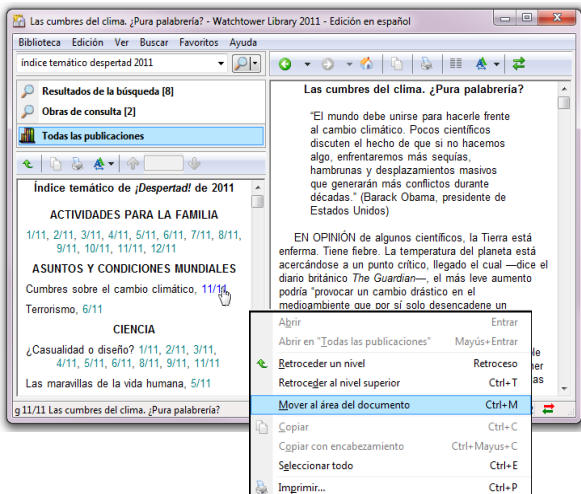 Las cumbres del clima. ¿Pura palabrería? - Watchtower Library 2011 - Edición en español
Biblioteca Edición Ver Buscar Favoritos Ayuda
índice temático despertad 2011
Resultados de la búsqueda [8]
Obras de consulta [2]
Todas las publicaciones
Índice temático de ¡Despertad! de 2011
ACTIVIDADES PARA LA FAMILIA
1/11, 2/11, 3/11, 4/11, 5/11, 6/11, 7/11, 8/11,
9/11, 10/11, 11/11, 12/11
ASUNTOS Y CONDICIONES MUNDIALES
Cumbres sobre el cambio climático, 11/11
Terrorismo, 6/11
CIENCIA
¿Casualidad o diseño? 1/11, 2/11, 3/11,
4/11, 5/11, 6/11, 8/11, 9/11, 11/11
Las maravillas de la vida humana, 5/11
g 11/11 Las cumbres del clima. ¿Pura palabrería?
Las cumbres del clima. ¿Pura palabrería?
“El mundo debe unirse para hacerle frente
al cambio climático. Pocos científicos
discuten el hecho de que si no hacemos
algo, enfrentaremos más sequías,
hambrunas y desplazamientos masivos
que generarán más conflictos durante
décadas.” (Barack Obama, presidente de
Estados Unidos)
EN OPINIÓN de algunos científicos, la Tierra está
enferma. Tiene fiebre. La temperatura del planeta está
acercándose a un punto crítico, llegado el cual —dice el
diario británico The Guardian—, el más leve aumento
podría “provocar un cambio drástico en el
medioambiente que por sí solo desencadene un
Abrir Entrar
Abrir en "Todas las publicaciones" Mayús+Entrar
Retroceder un nivel Retroceso
Retroceder al nivel superior Ctrl+T
Mover al área del documento Ctrl+M
Copiar Ctrl+C
Copiar con encabezamiento Ctrl+Mayus+C
Seleccionar todo Ctrl+E
Imprimir... Ctrl+P